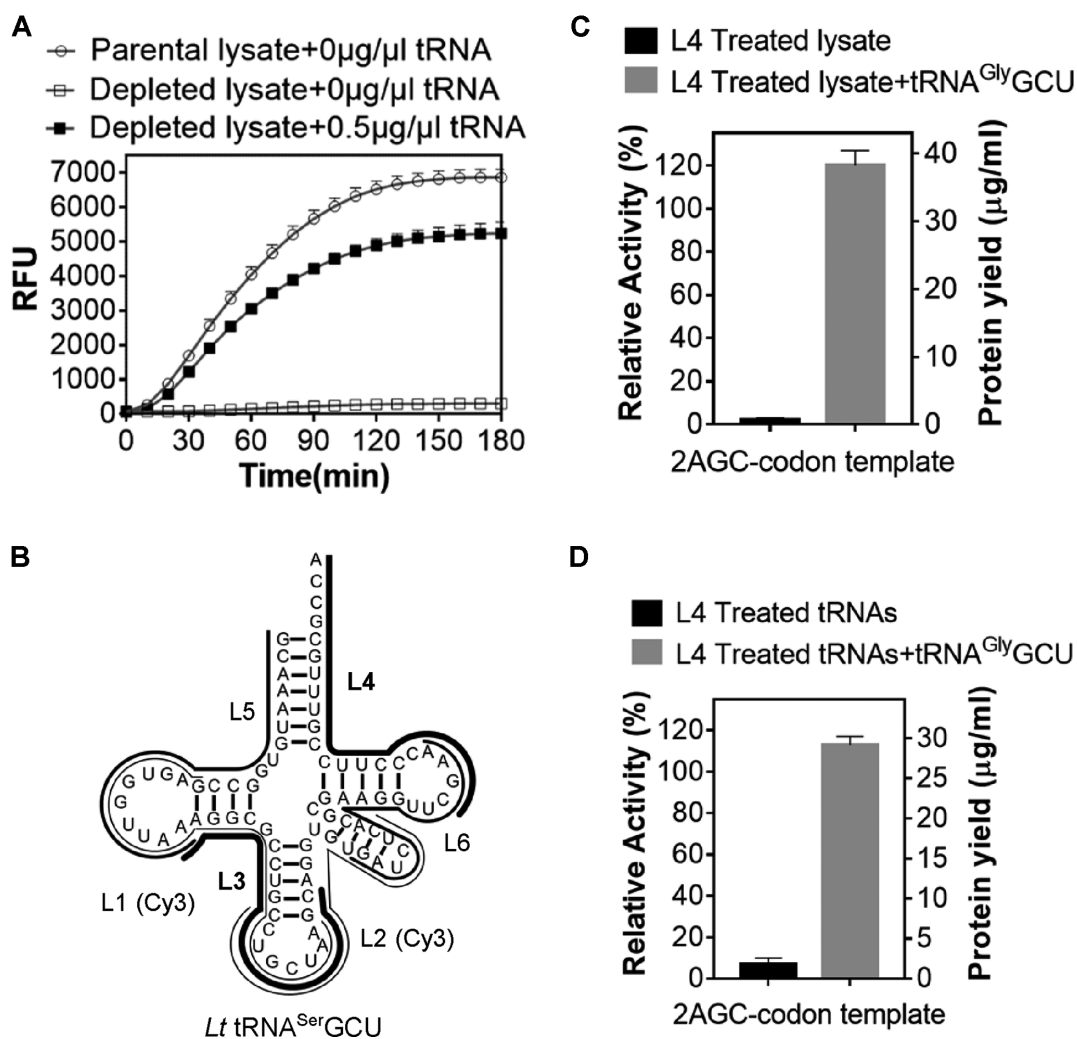 A
Parental lysate+0µg/µl tRNA
Depleted lysate+0µg/µl tRNA
Depleted lysate+0.5µg/µl tRNA
7000
6000
5000
4000
3000
2000
1000
0
RFU
0 30 60 90 120 150 180
Time(min)
B
A
C
C
G
C
G
U
U
U
G
C
G
C
A
A
A
U
G
U
G
L4
L5
G U G A G C C G
G
G
U
U A A A G G C G
C U U C C C A A G
C U U G G A A G
L6
G C A C U C
U
A G U G U C
L3
L1 (Cy3)
C
C
U
G
C
U
G
C
U
A
A
G
C
A
G
G
L2 (Cy3)
Lt tRNASerGCU
C
L4 Treated lysate
L4 Treated lysate+tRNAGlyGCU
Relative Activity (%)
120
100
80
60
40
20
0
40
30
20
10
0
Protein yield (µg/ml)
2AGC-codon template
D
L4 Treated tRNAs
L4 Treated tRNAs+tRNAGlyGCU
Relative Activity (%)
120
100
80
60
40
20
0
30
25
20
15
10
5
0
Protein yield (µg/ml)
2AGC-codon template